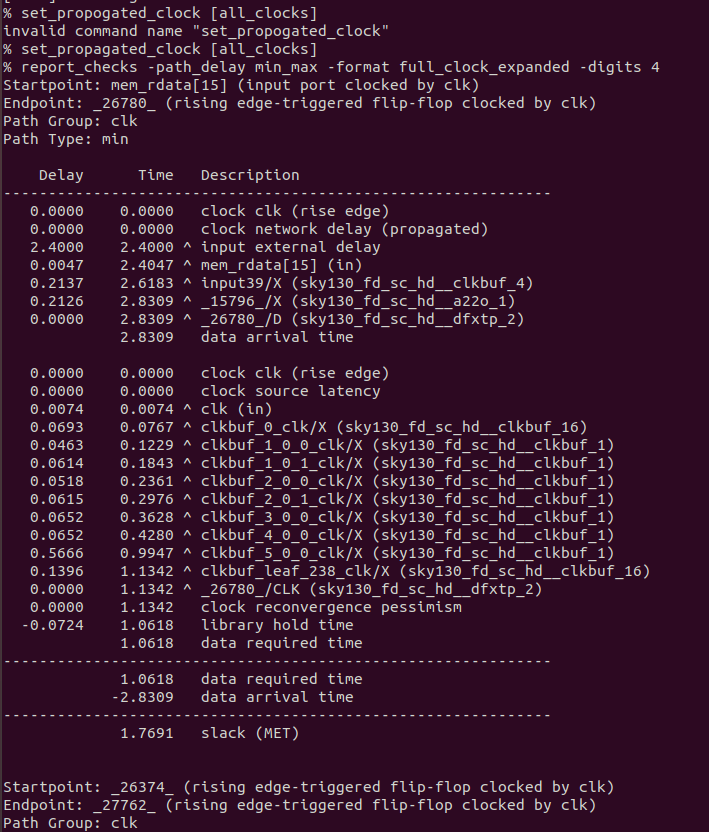 % set_propogated_clock [all_clocks]
invalid command name "set_propogated_clock"
% set_propagated_clock [all_clocks]
% report_checks -path_delay min_max -format full_clock_expanded -digits 4
Startpoint: mem_rdata[15] (input port clocked by clk)
Endpoint: _26780_ (rising edge-triggered flip-flop clocked by clk)
Path Group: clk
Path Type: min

    Delay      Time   Description
-------------------------------------------------------------
   0.0000    0.0000   clock clk (rise edge)
   0.0000    0.0000   clock network delay (propagated)
   2.4000    2.4000 ^ input external delay
   0.0047    2.4047 ^ mem_rdata[15] (in)
   0.2137    2.6183 ^ input39/X (sky130_fd_sc_hd__clkbuf_4)
   0.2126    2.8309 ^ _15796_/X (sky130_fd_sc_hd__a22o_1)
   0.0000    2.8309 ^ _26780_/D (sky130_fd_sc_hd__dfxtp_2)
             2.8309   data arrival time

   0.0000    0.0000   clock clk (rise edge)
   0.0000    0.0000   clock source latency
   0.0074    0.0074 ^ clk (in)
   0.0693    0.0767 ^ clkbuf_0_clk/X (sky130_fd_sc_hd__clkbuf_16)
   0.0463    0.1229 ^ clkbuf_1_0_0_clk/X (sky130_fd_sc_hd__clkbuf_1)
   0.0614    0.1843 ^ clkbuf_1_0_1_clk/X (sky130_fd_sc_hd__clkbuf_1)
   0.0518    0.2361 ^ clkbuf_2_0_0_clk/X (sky130_fd_sc_hd__clkbuf_1)
   0.0615    0.2976 ^ clkbuf_2_0_1_clk/X (sky130_fd_sc_hd__clkbuf_1)
   0.0652    0.3628 ^ clkbuf_3_0_0_clk/X (sky130_fd_sc_hd__clkbuf_1)
   0.0652    0.4280 ^ clkbuf_4_0_0_clk/X (sky130_fd_sc_hd__clkbuf_1)
   0.5666    0.9947 ^ clkbuf_5_0_0_clk/X (sky130_fd_sc_hd__clkbuf_1)
   0.1396    1.1342 ^ clkbuf_leaf_238_clk/X (sky130_fd_sc_hd__clkbuf_16)
   0.0000    1.1342 ^ _26780_/CLK (sky130_fd_sc_hd__dfxtp_2)
   0.0000    1.1342   clock reconvergence pessimism
  -0.0724    1.0618   library hold time
             1.0618   data required time
-------------------------------------------------------------
             1.0618   data required time
            -2.8309   data arrival time
-------------------------------------------------------------
             1.7691   slack (MET)

Startpoint: _26374_ (rising edge-triggered flip-flop clocked by clk)
Endpoint: _27762_ (rising edge-triggered flip-flop clocked by clk)
Path Group: clk